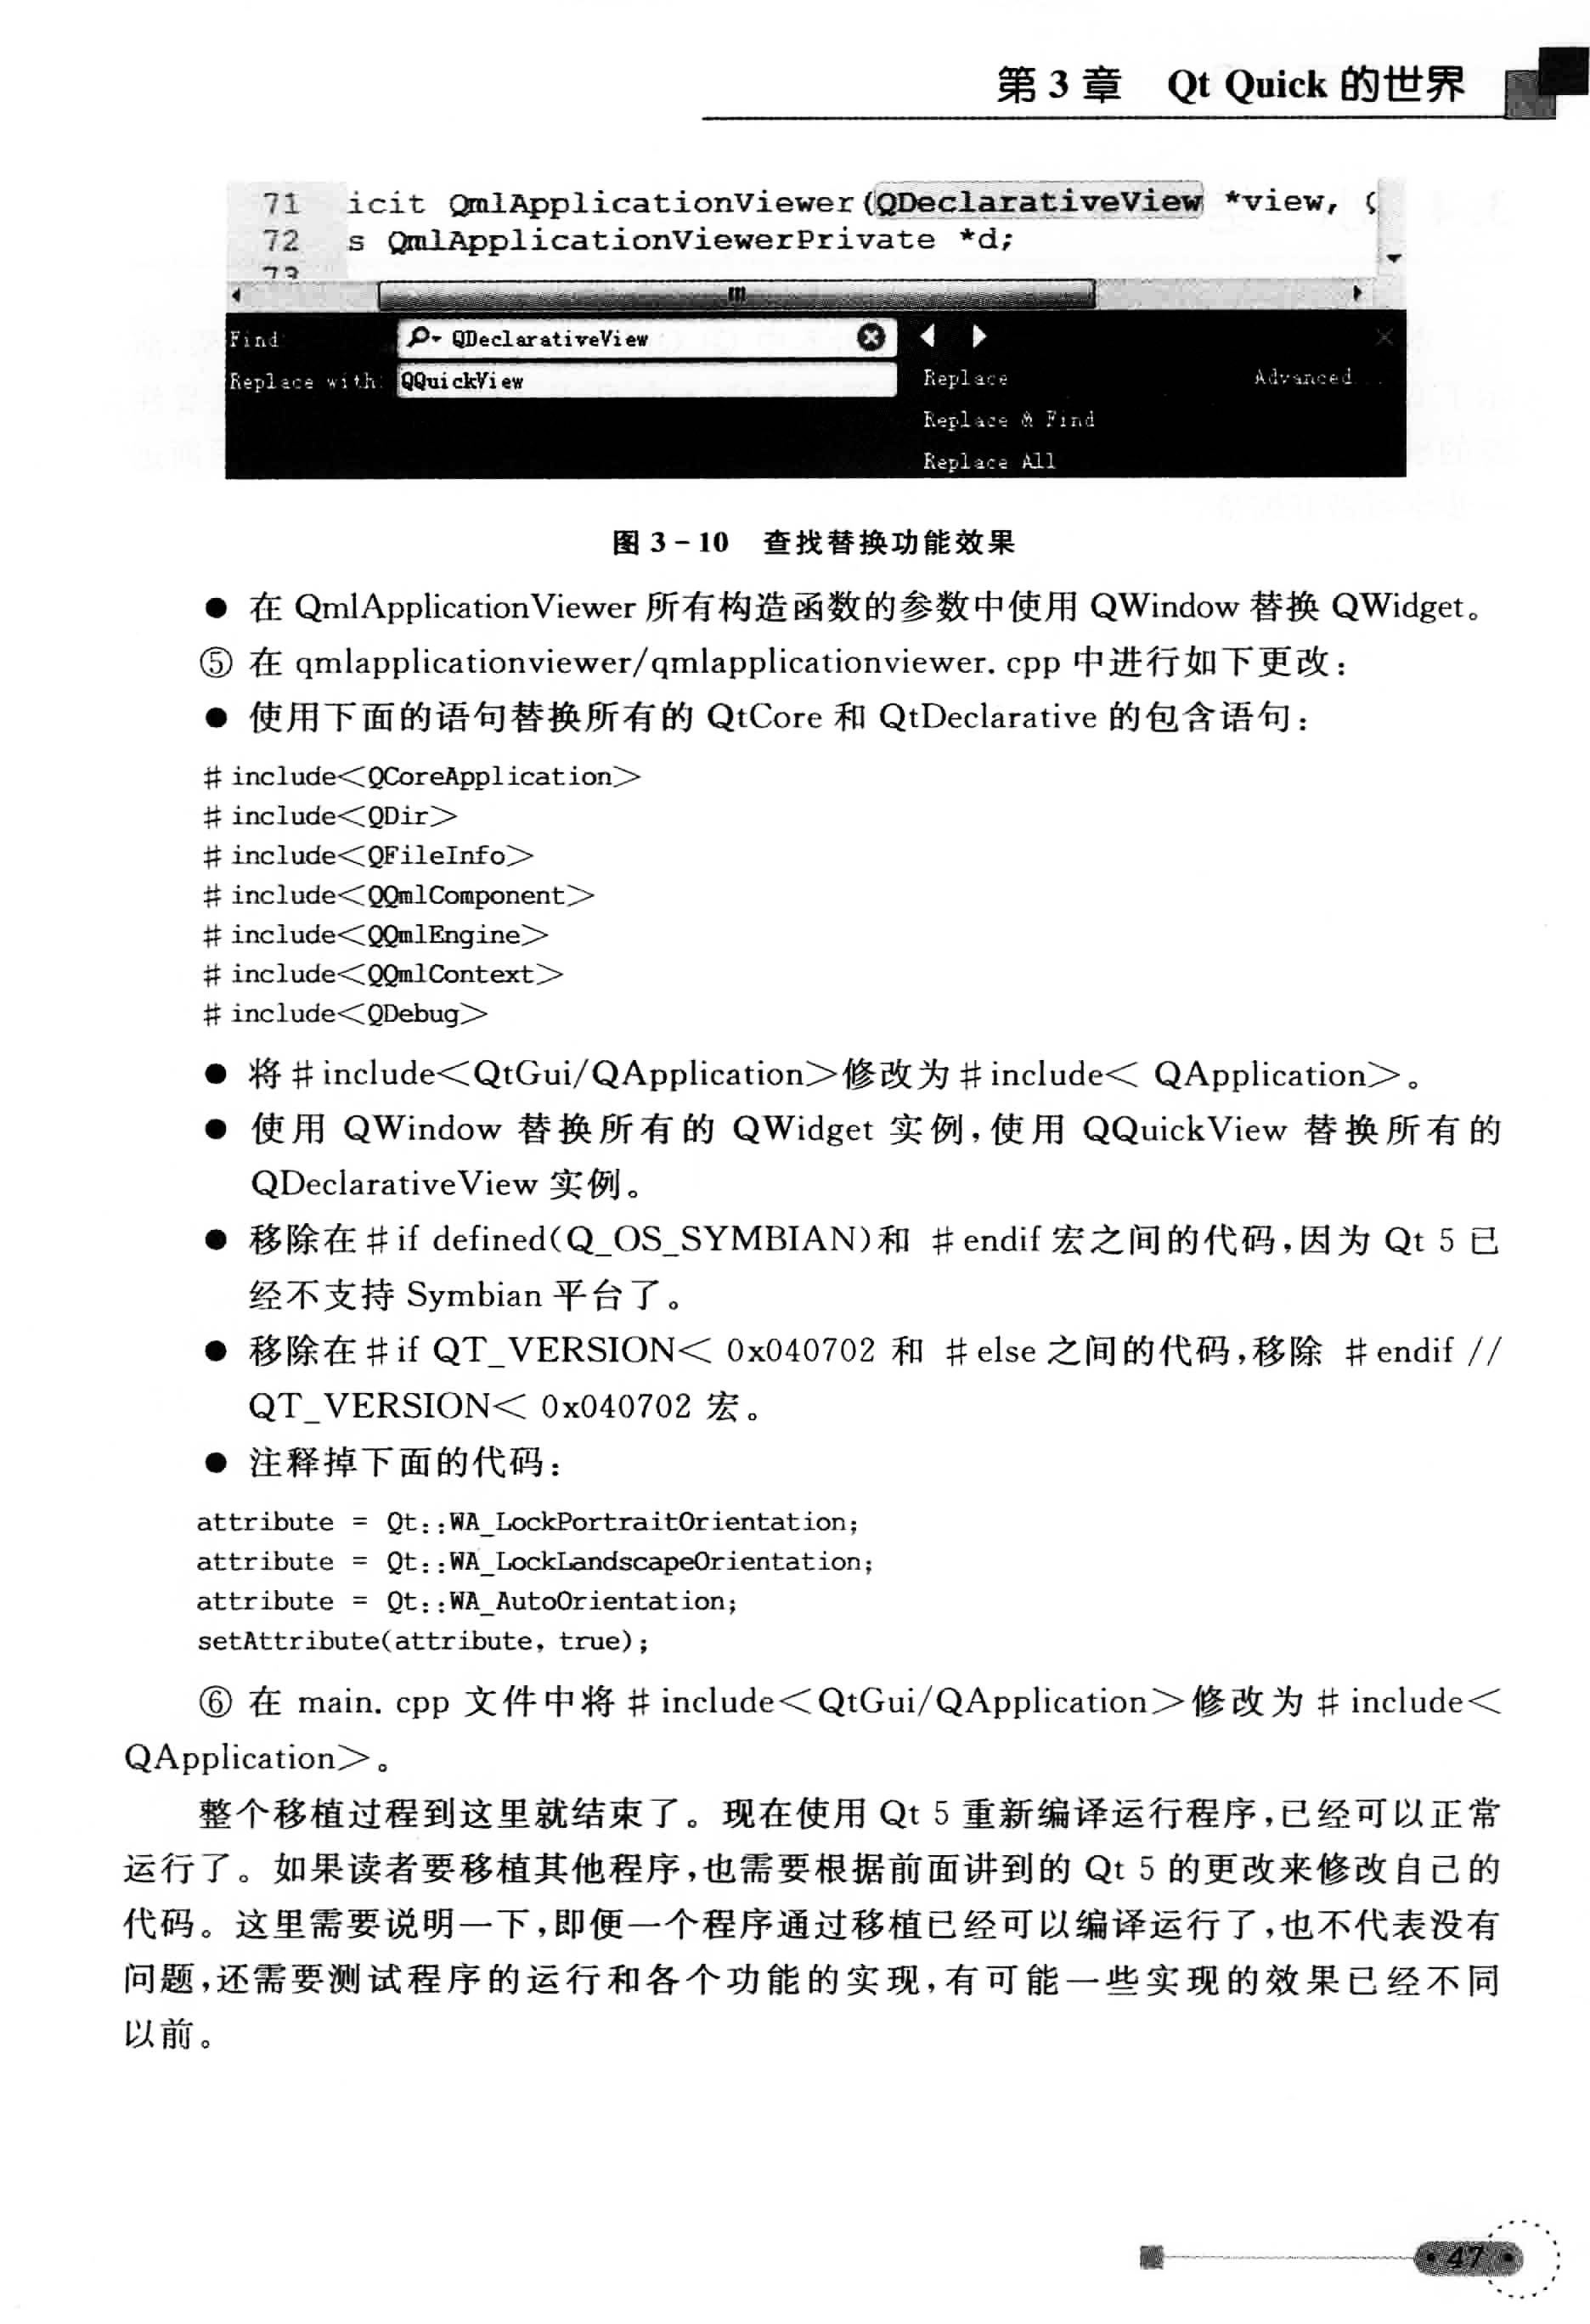 第 3 章 Qt Quick 的世界
71 icit QmlApplicationViewer(QDeclarativeView *view, Q
72 s QmlApplicationViewerPrivate *d;
73
Find: QDeclarativeView
Replace with: QQuickView Replace Advanced...
Replace & Find
Replace All
图 3-10 查找替换功能效果
● 在 QmlApplicationViewer 所有构造函数的参数中使用 QWindow 替换 QWidget。
⑤ 在 qmlapplicationviewer/qmlapplicationviewer.cpp 中进行如下更改：
● 使用下面的语句替换所有的 QtCore 和 QtDeclarative 的包含语句：
#include<QCoreApplication>
#include<QDir>
#include<QFileInfo>
#include<QQmlComponent>
#include<QQmlEngine>
#include<QQmlContext>
#include<QDebug>
● 将 #include<QtGui/QApplication>修改为 #include< QApplication>。
● 使用 QWindow 替换所有的 QWidget 实例，使用 QQuickView 替换所有的
QDeclarativeView 实例。
● 移除在 #if defined(Q_OS_SYMBIAN)和 #endif 宏之间的代码，因为 Qt 5 已
经不支持 Symbian 平台了。
● 移除在 #if QT_VERSION< 0x040702 和 #else 之间的代码，移除 #endif //
QT_VERSION< 0x040702 宏。
● 注释掉下面的代码：
attribute = Qt::WA_LockPortraitOrientation;
attribute = Qt::WA_LockLandscapeOrientation;
attribute = Qt::WA_AutoOrientation;
setAttribute(attribute, true);
⑥ 在 main.cpp 文件中将 #include<QtGui/QApplication>修改为 #include<
QApplication>。
整个移植过程到这里就结束了。现在使用 Qt 5 重新编译运行程序，已经可以正常
运行了。如果读者要移植其他程序，也需要根据前面讲到的 Qt 5 的更改来修改自己的
代码。这里需要说明一下，即便一个程序通过移植已经可以编译运行了，也不代表没有
问题，还需要测试程序的运行和各个功能的实现，有可能一些实现的效果已经不同
以前。
47